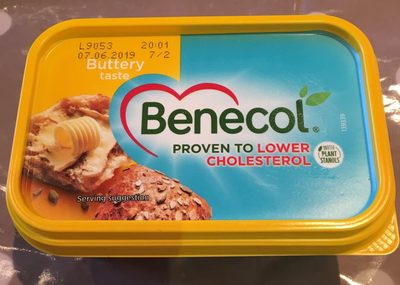 L9053 20:01
07.06.2019 7/2
Buttery
taste
Benecol®
PROVEN TO LOWER
CHOLESTEROL
WITH
PLANT
STANOLS
Serving suggestion